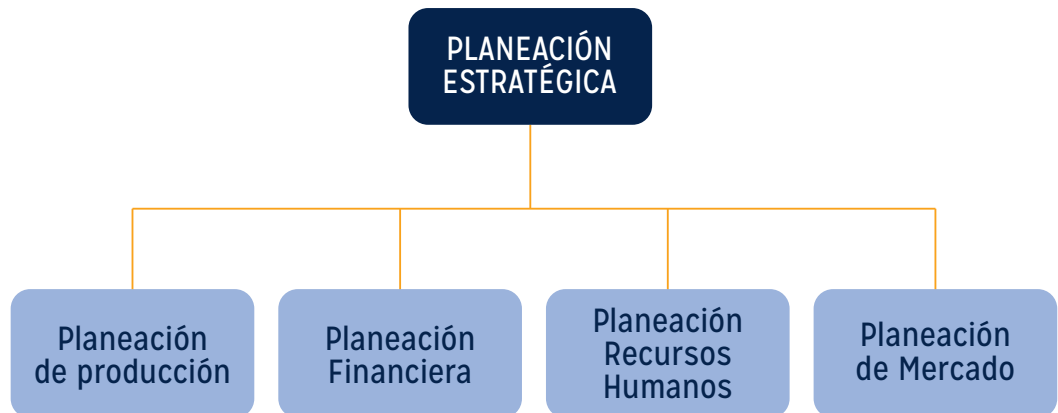 PLANEACIÓN
ESTRATÉGICA
Planeación
de producción
Planeación
Financiera
Planeación
Recursos
Humanos
Planeación
de Mercado